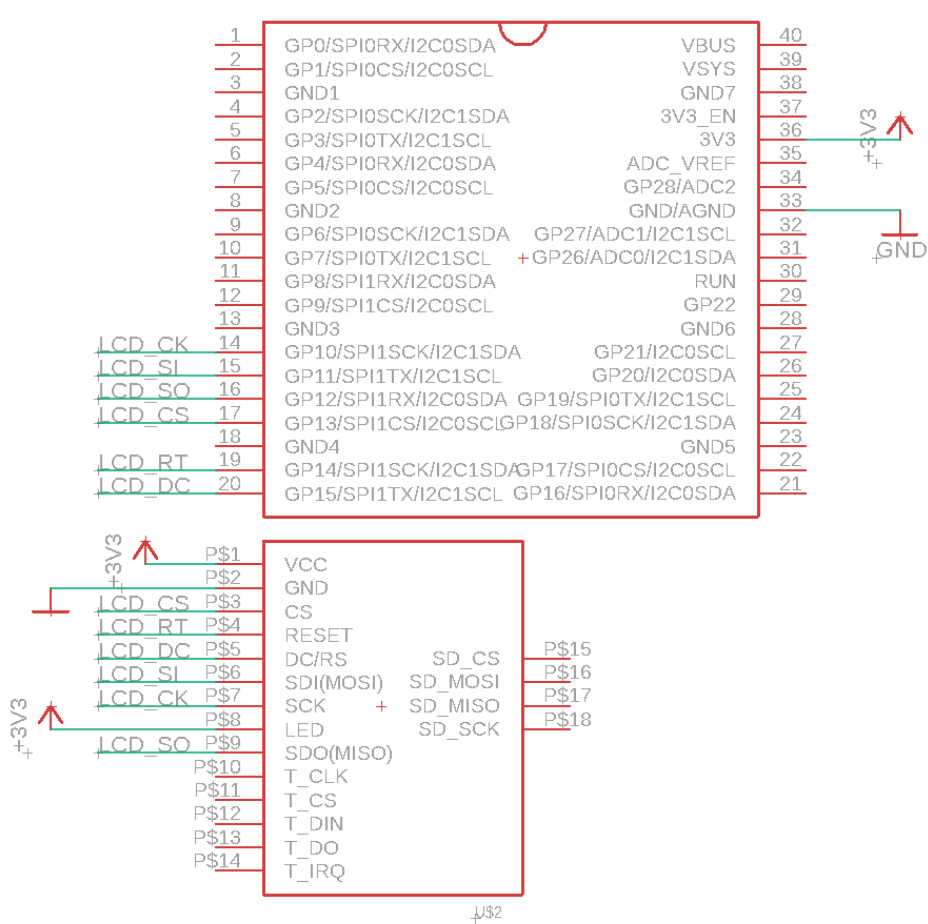 1 GP0/SPI0RX/I2C0SDA VBUS 40
2 GP1/SPI0CS/I2C0SCL VSYS 39
3 GND1 GND7 38
4 GP2/SPI0SCK/I2C1SDA 3V3_EN 37
5 GP3/SPI0TX/I2C1SCL 3V3 36 +3V3
6 GP4/SPI0RX/I2C0SDA ADC_VREF 35
7 GP5/SPI0CS/I2C0SCL GP28/ADC2 34
8 GND2 GND/AGND 33
9 GP6/SPI0SCK/I2C1SDA GP27/ADC1/I2C1SCL 32
10 GP7/SPI0TX/I2C1SCL GP26/ADC0/I2C1SDA 31 GND
11 GP8/SPI1RX/I2C0SDA RUN 30
12 GP9/SPI1CS/I2C0SCL GP22 29
13 GND3 GND6 28
LCD_CK 14 GP10/SPI1SCK/I2C1SDA GP21/I2C0SCL 27
LCD_SI 15 GP11/SPI1TX/I2C1SCL GP20/I2C0SDA 26
LCD_SO 16 GP12/SPI1RX/I2C0SDA GP19/SPI0TX/I2C1SCL 25
LCD_CS 17 GP13/SPI1CS/I2C0SCL GP18/SPI0SCK/I2C1SDA 24
18 GND4 GND5 23
LCD_RT 19 GP14/SPI1SCK/I2C1SDA GP17/SPI0CS/I2C0SCL 22
LCD_DC 20 GP15/SPI1TX/I2C1SCL GP16/SPI0RX/I2C0SDA 21
+3V3 P$1 VCC
P$2 GND
LCD_CS P$3 CS
LCD_RT P$4 RESET
LCD_DC P$5 DC/RS SD_CS P$15
LCD_SI P$6 SDI(MOSI) SD_MOSI P$16
LCD_CK P$7 SCK SD_MISO P$17
+3V3 P$8 LED SD_SCK P$18
LCD_SO P$9 SDO(MISO)
P$10 T_CLK
P$11 T_CS
P$12 T_DIN
P$13 T_DO
P$14 T_IRQ
U$2